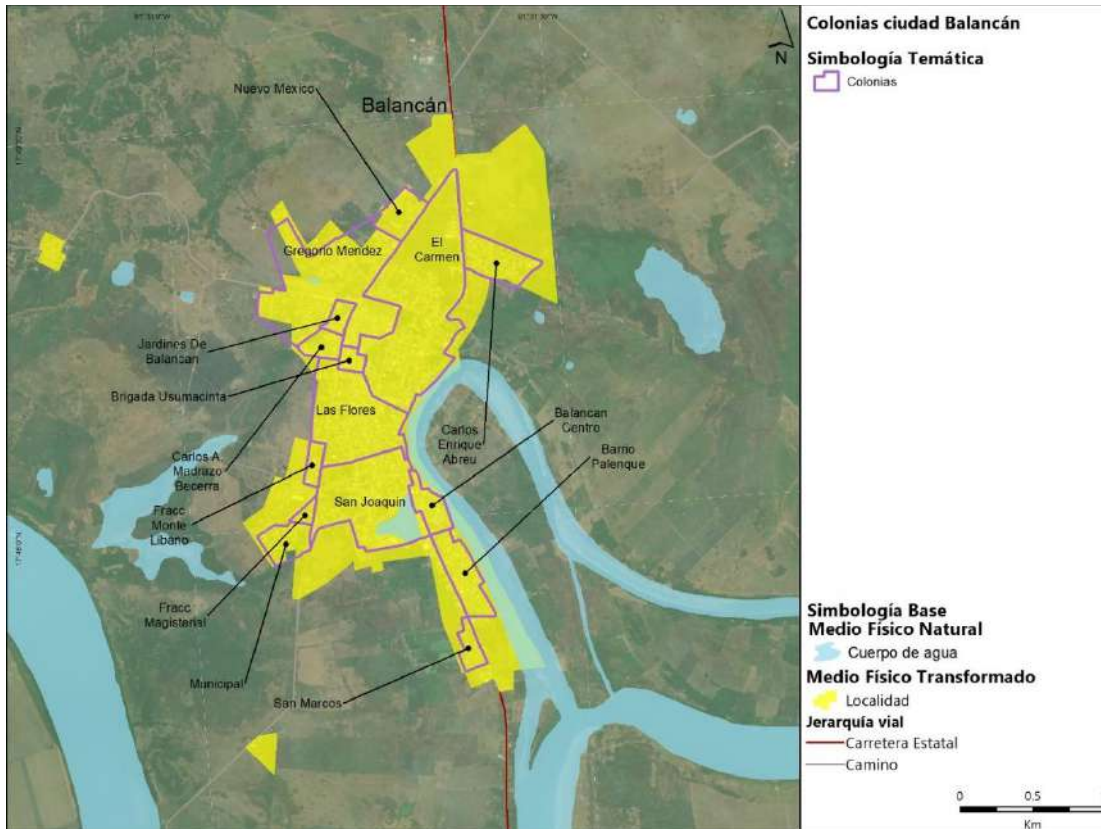 Colonias ciudad Balancán
Simbología Temática
Colonias
N
Nuevo México
Balancán
Gregorio Mendez
El
Carmen
Jardines De
Balancan
Brigada Usumacinta
Las Flores
Carlos A.
Madrazo
Becerra
Carlos
Enrique
Abreu
Balancan
Centro
Barrio
Palenque
San Joaquin
Fracc
Monte
Libano
Fracc
Magisterial
Municipal
San Marcos
Simbología Base
Medio Físico Natural
Cuerpo de agua
Medio Físico Transformado
Localidad
Jerarquía vial
Carretera Estatal
Camino
0 0.5 1
Km